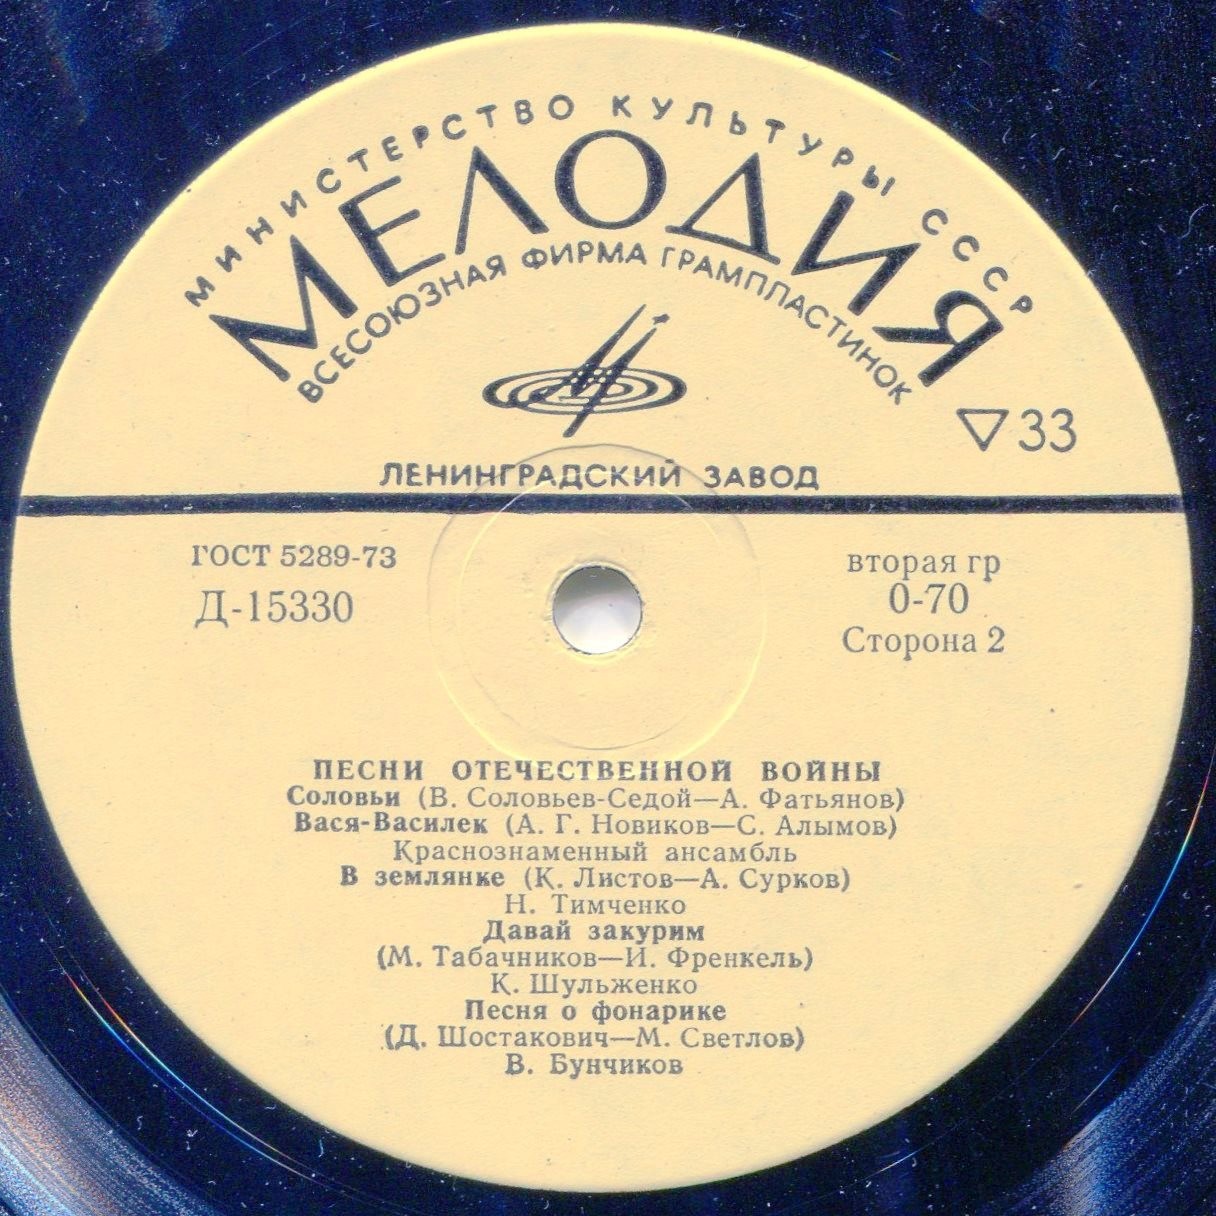 МИНИСТЕРСТВО КУЛЬТУРЫ СССР
МЕЛОДИЯ
ВСЕСОЮЗНАЯ ФИРМА ГРАМПЛАСТИНОК
33
ЛЕНИНГРАДСКИЙ ЗАВОД
ГОСТ 5289-73
Д-15330
вторая гр
0-70
Сторона 2
ПЕСНИ ОТЕЧЕСТВЕННОЙ ВОЙНЫ
Соловьи (В. Соловьев-Седой—А. Фатьянов)
Вася-Василек (А. Г. Новиков—С. Алымов)
Краснознаменный ансамбль
В землянке (К. Листов—А. Сурков)
Н. Тимченко
Давай закурим
(М. Табачников—И. Френкель)
К. Шульженко
Песня о фонарике
(Д. Шостакович—М. Светлов)
В. Бунчиков